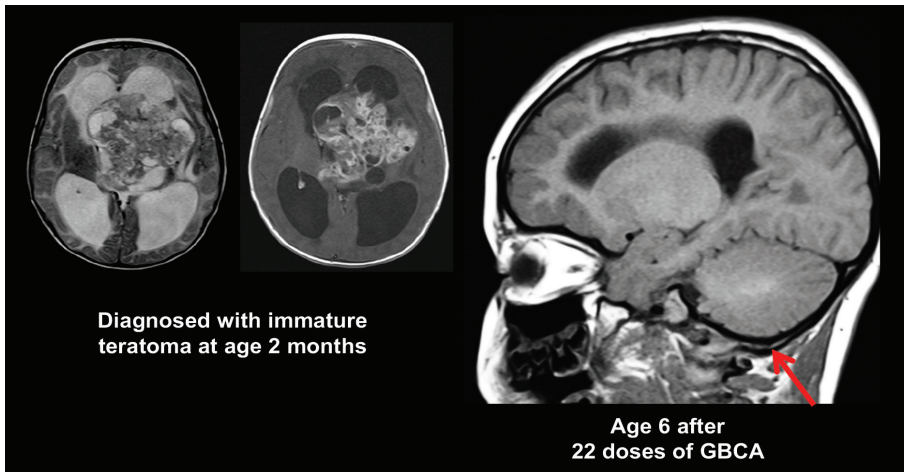 Diagnosed with immature
teratoma at age 2 months
Age 6 after
22 doses of GBCA